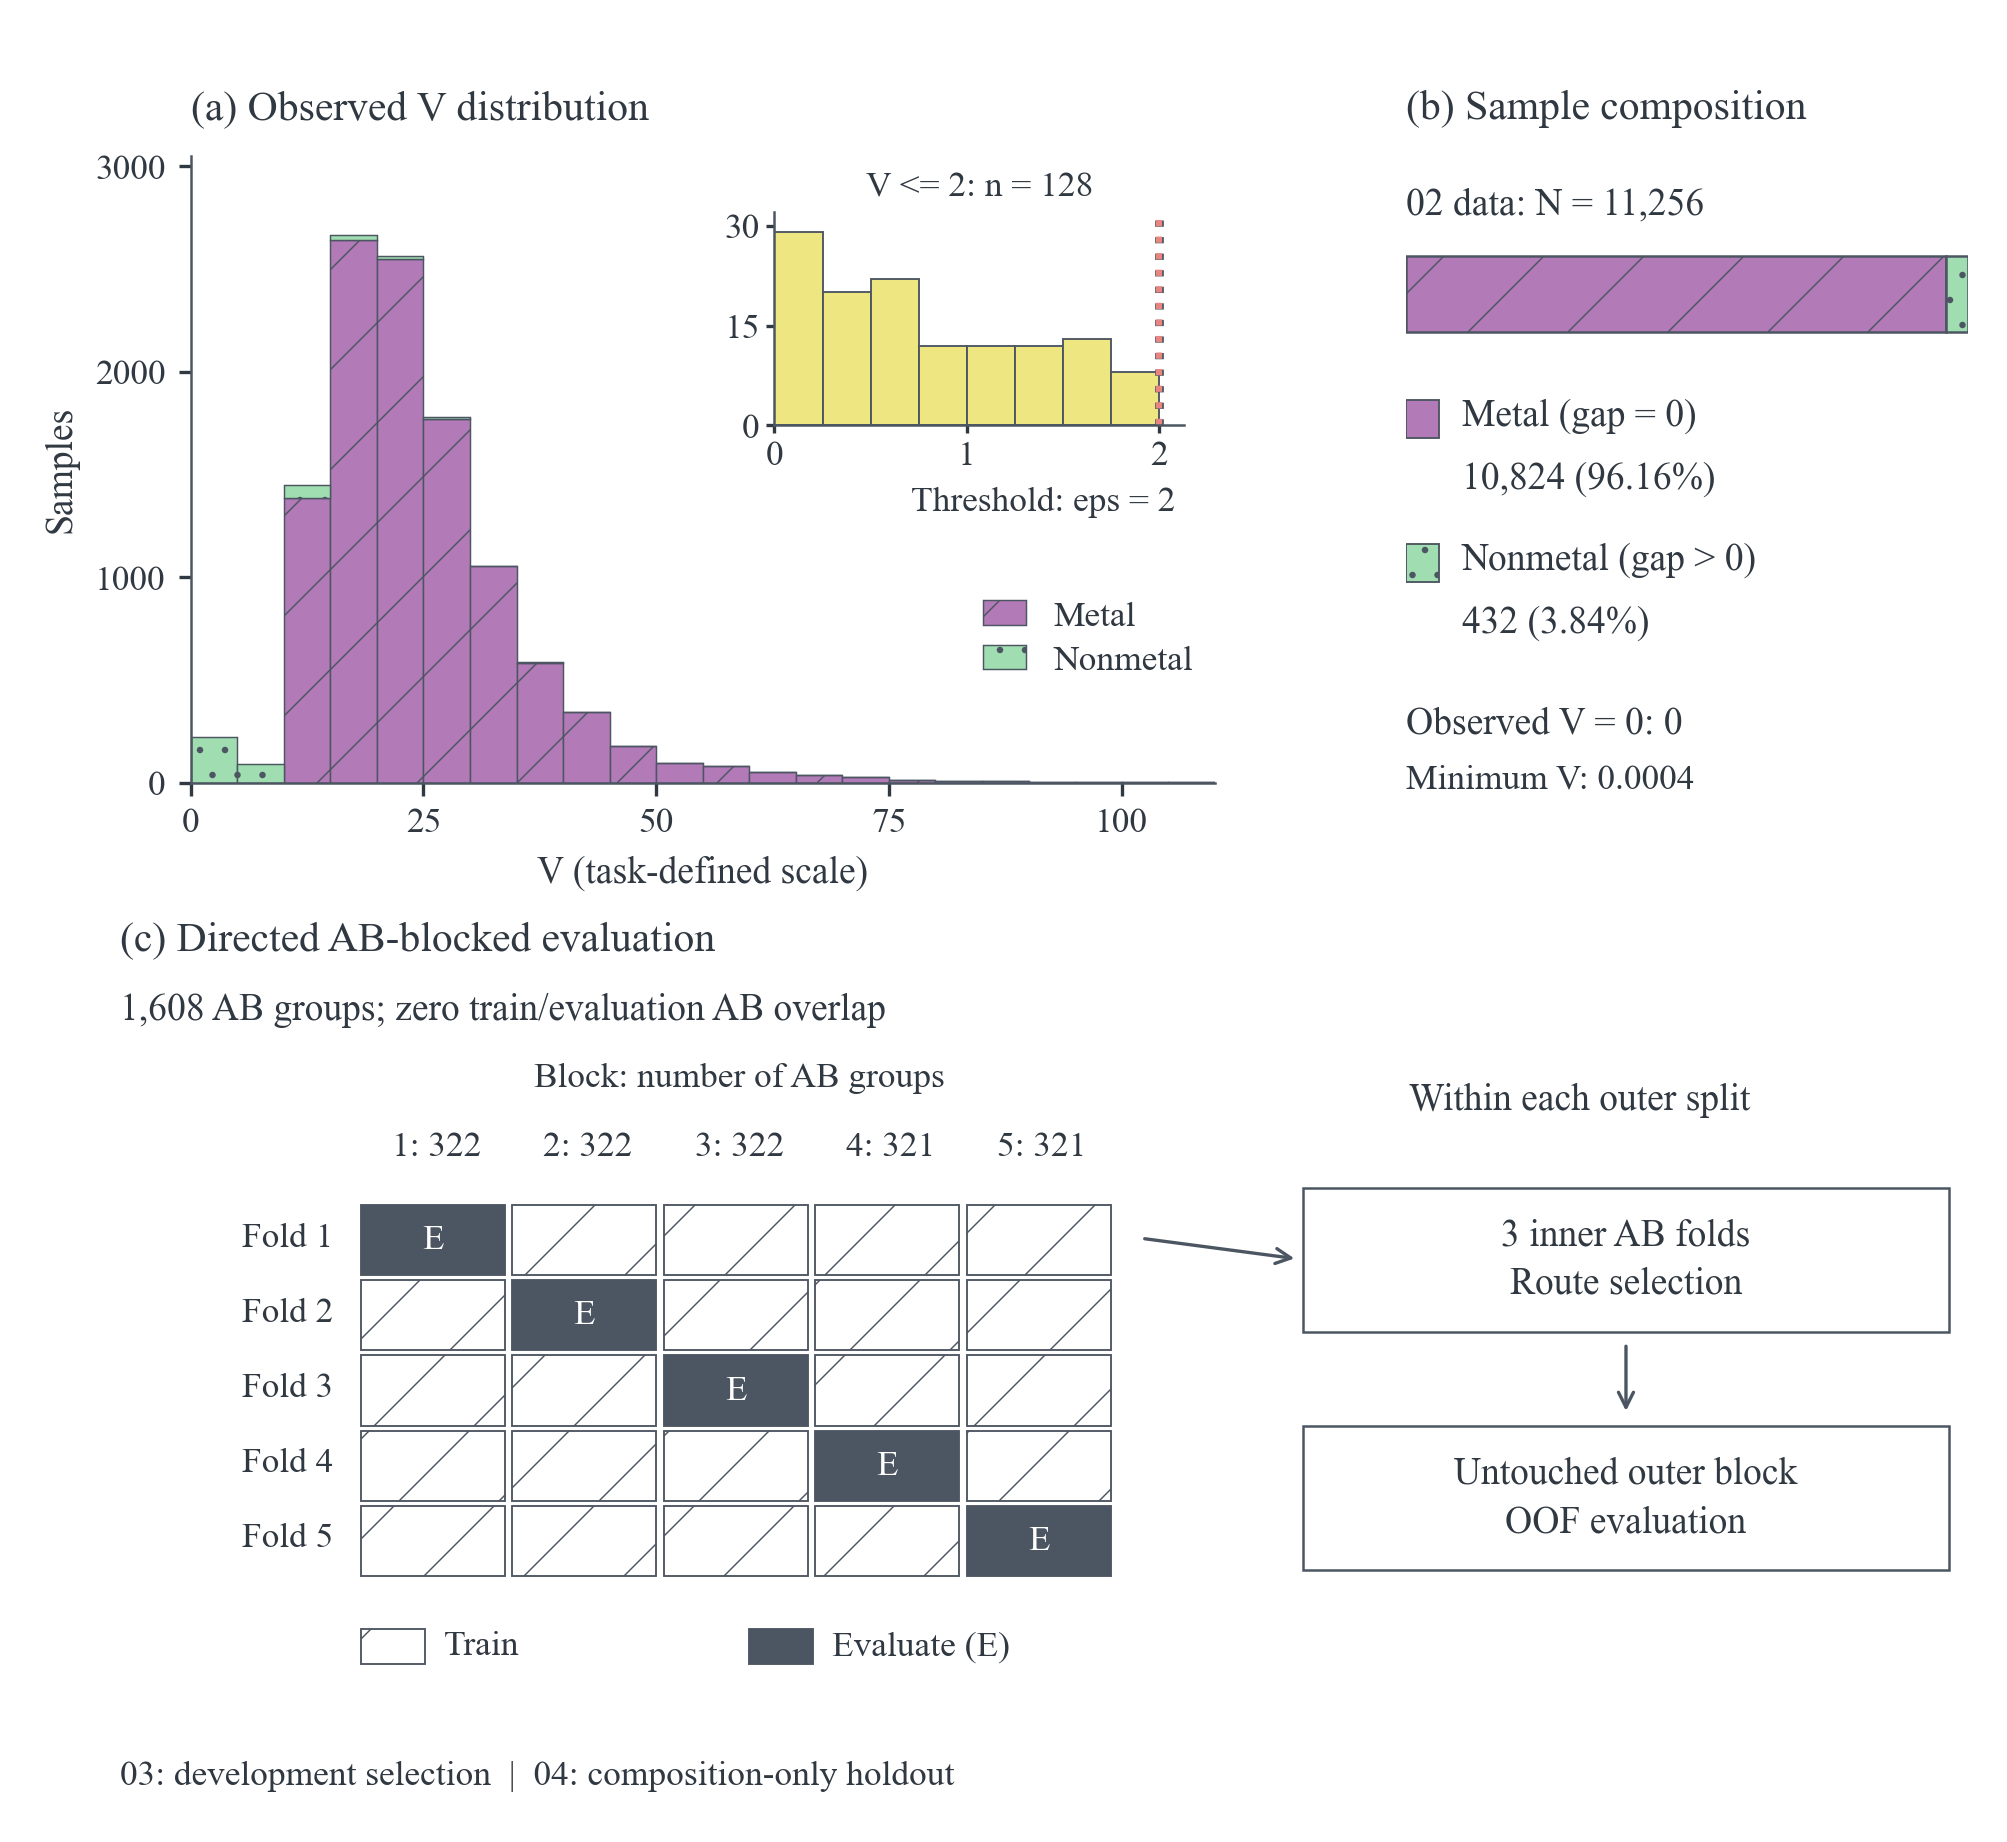 (a) Observed V distribution
3000
2000
1000
0
Samples
0
25
50
75
100
V (task-defined scale)
V <= 2: n = 128
30
15
0
0
1
2
Threshold: eps = 2
Metal
Nonmetal
(b) Sample composition
02 data: N = 11,256
Metal (gap = 0)
10,824 (96.16%)
Nonmetal (gap > 0)
432 (3.84%)
Observed V = 0: 0
Minimum V: 0.0004
(c) Directed AB-blocked evaluation
1,608 AB groups; zero train/evaluation AB overlap
Block: number of AB groups
1: 322
2: 322
3: 322
4: 321
5: 321
Fold 1
E
Fold 2
E
Fold 3
E
Fold 4
E
Fold 5
E
Train
Evaluate (E)
Within each outer split
3 inner AB folds
Route selection
Untouched outer block
OOF evaluation
03: development selection | 04: composition-only holdout